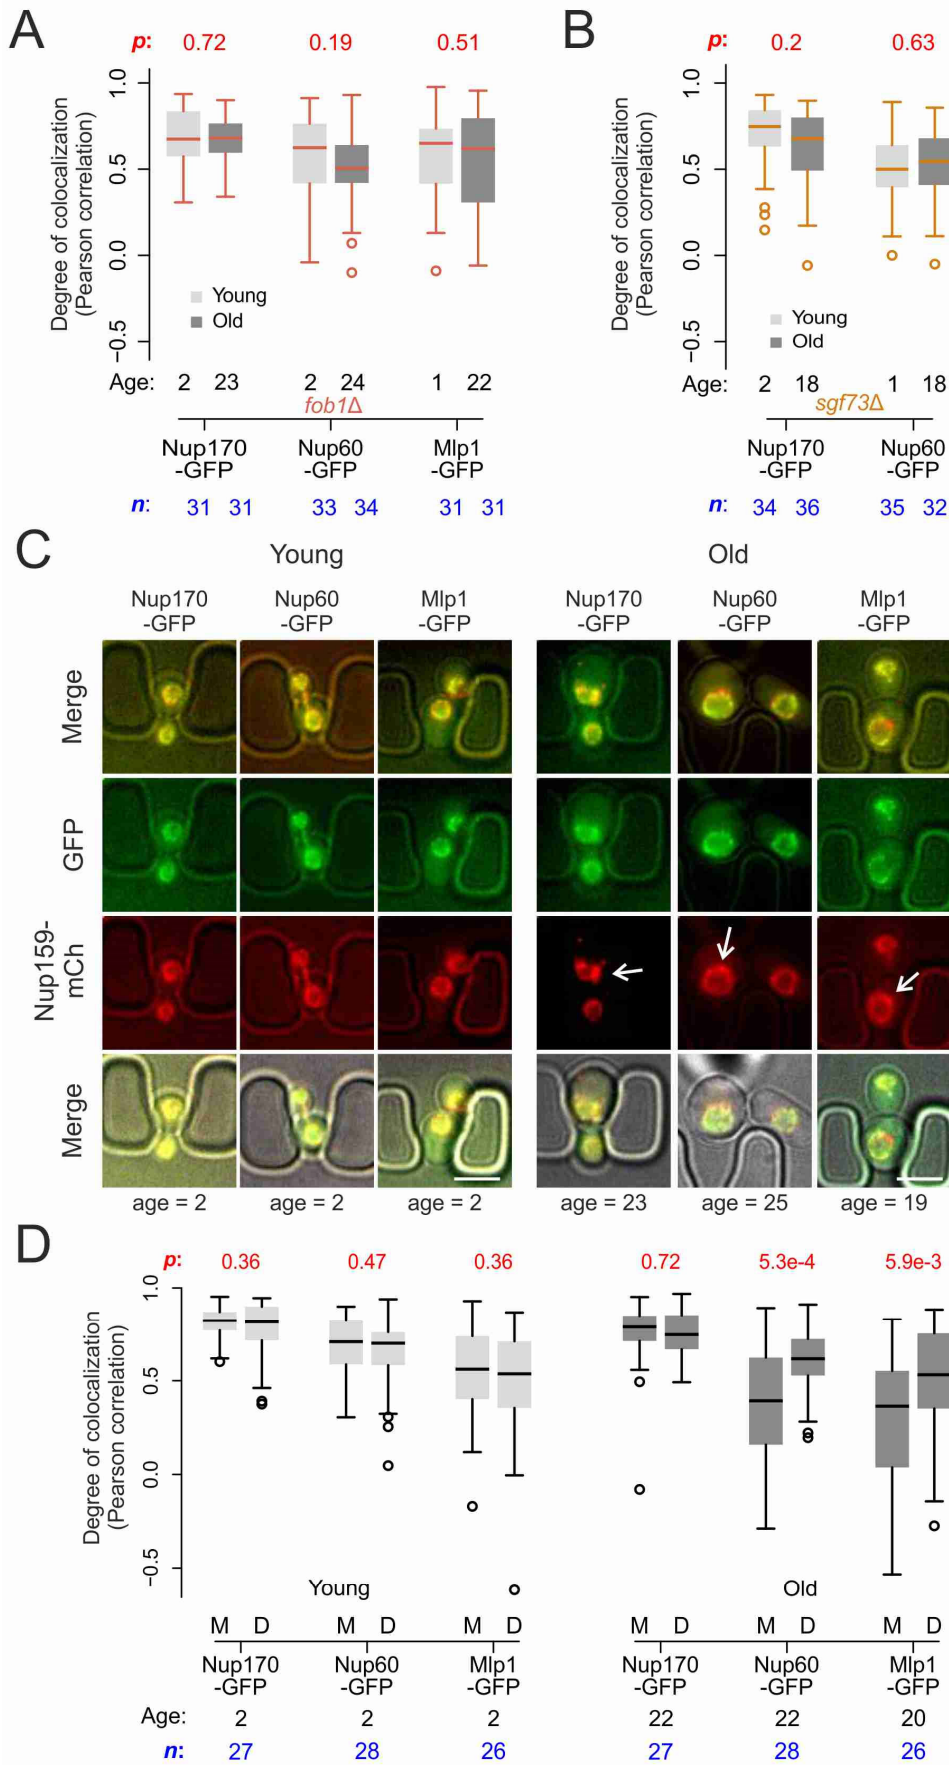 A
p: 0.72 0.19 0.51
Degree of colocalization
(Pearson correlation)
1.0
0.5
0.0
−0.5
Young
Old
Age: 2 23 2 24 1 22
fob1Δ
Nup170 Nup60 Mlp1
-GFP -GFP -GFP
n: 31 31 33 34 31 31
B
p: 0.2 0.63
Degree of colocalization
(Pearson correlation)
1.0
0.5
0.0
−0.5
Young
Old
Age: 2 18 1 18
sgf73Δ
Nup170 Nup60
-GFP -GFP
n: 34 36 35 32
C
Young Old
Nup170 Nup60 Mlp1 Nup170 Nup60 Mlp1
-GFP -GFP -GFP -GFP -GFP -GFP
Merge
GFP
Nup159-
mCh
Merge
age = 2 age = 2 age = 2 age = 23 age = 25 age = 19
D
p: 0.36 0.47 0.36 0.72 5.3e-4 5.9e-3
Degree of colocalization
(Pearson correlation)
1.0
0.5
0.0
−0.5
Young Old
M D M D M D M D M D M D
Nup170 Nup60 Mlp1 Nup170 Nup60 Mlp1
-GFP -GFP -GFP -GFP -GFP -GFP
Age: 2 2 2 22 22 20
n: 27 28 26 27 28 26